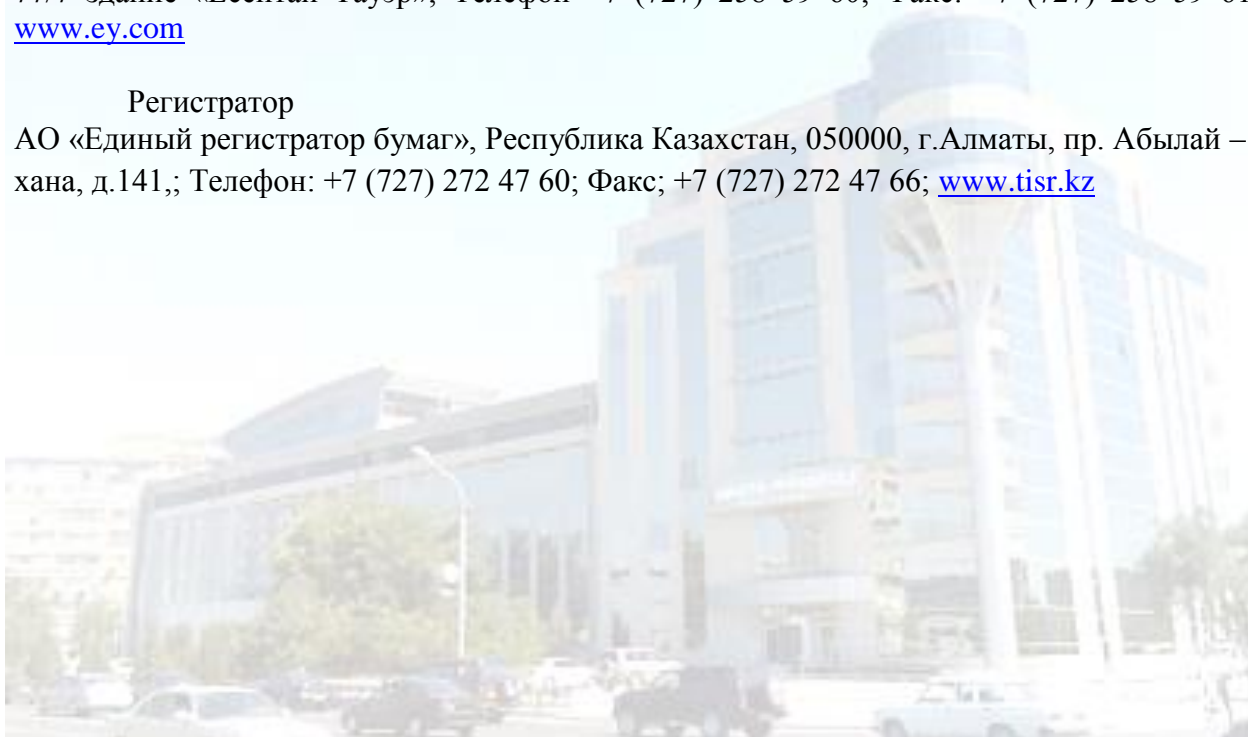 www.ey.com
Регистратор
АО «Единый регистратор бумаг», Республика Казахстан, 050000, г.Алматы, пр. Абылай –
хана, д.141,; Телефон: +7 (727) 272 47 60; Факс; +7 (727) 272 47 66; www.tisr.kz